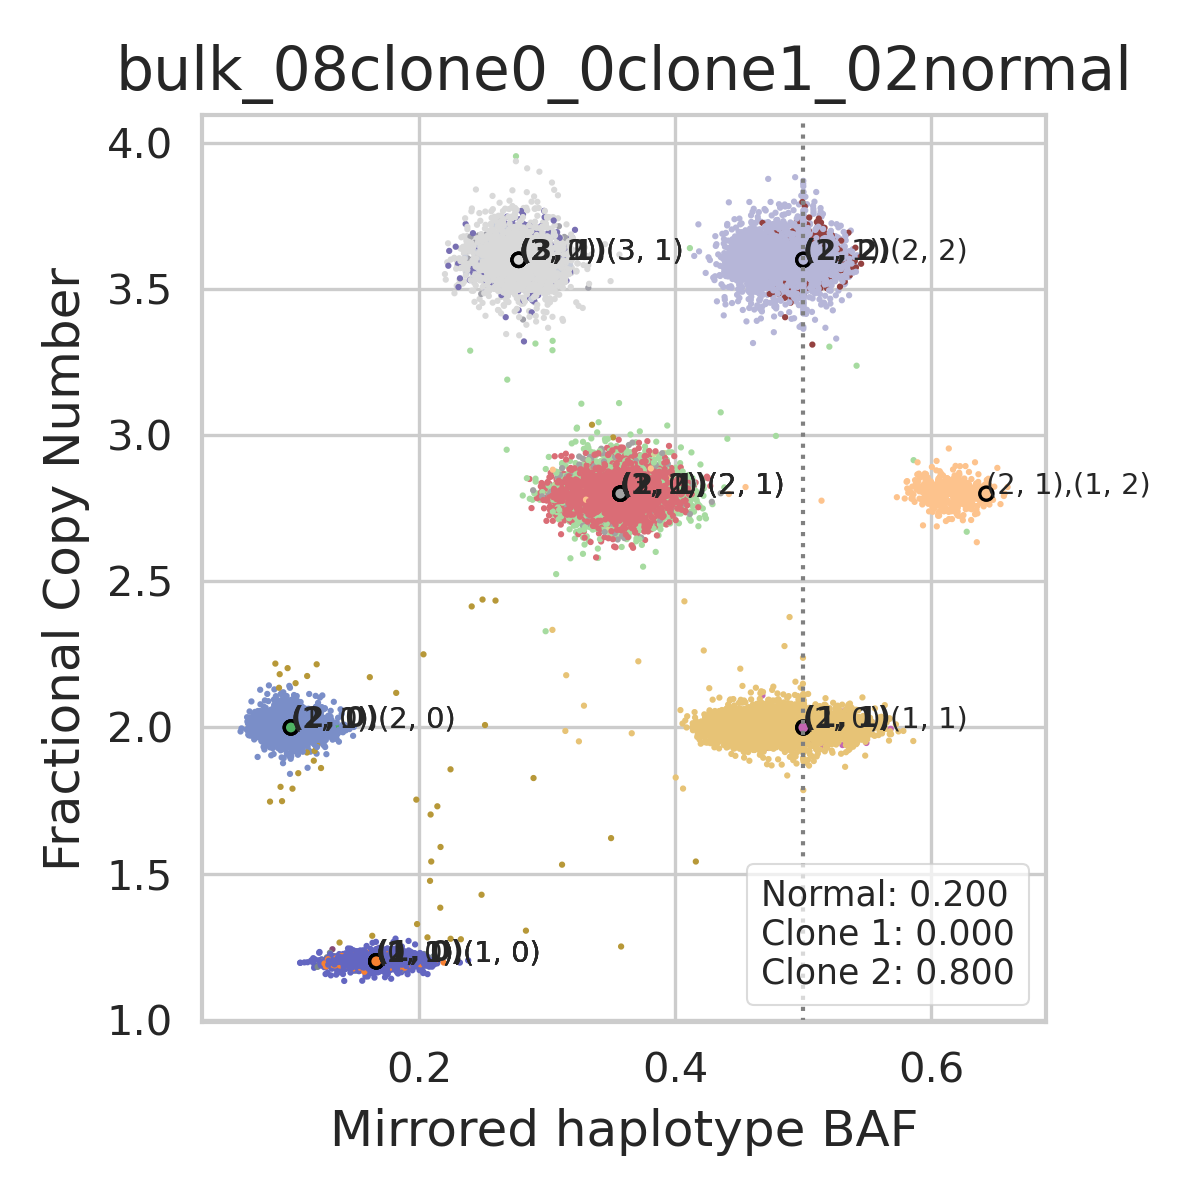 bulk_08clone0_0clone1_02normal
4.0
3.5
3.0
2.5
2.0
1.5
1.0
Fractional Copy Number
(3, 1)
(2, 2)
(2, 1)
(2, 1),(1, 2)
(2, 0)
(1, 1)
(1, 0)
Normal: 0.200
Clone 1: 0.000
Clone 2: 0.800
0.2 0.4 0.6
Mirrored haplotype BAF